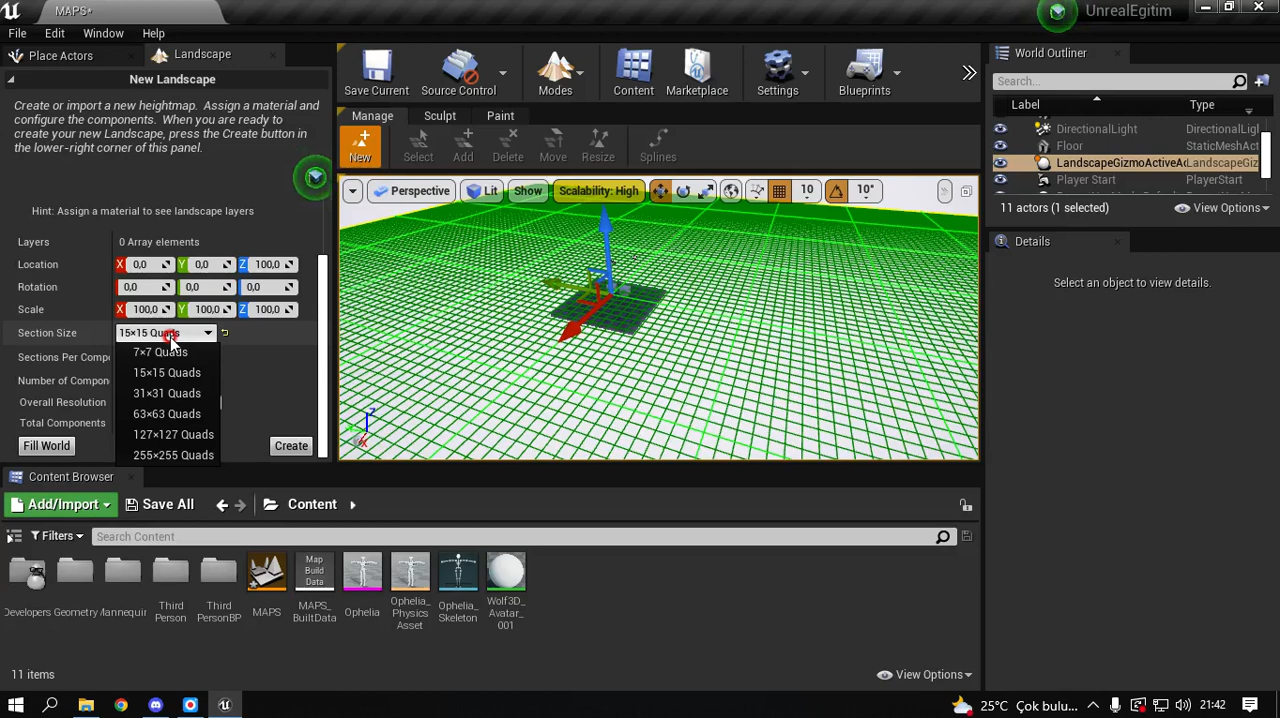 MAPS*
UnrealEgitim
File
Edit
Window
Help
Place Actors
Landscape
New Landscape
Create or import a new heightmap. Assign a material and
configure the components. When you are ready to
create your new Landscape, press the Create button in
the lower-right corner of this panel.
Hint: Assign a material to see landscape layers
Layers
0 Array elements
Location
X 0,0
Y 0,0
Z 100,0
Rotation
0,0
0,0
0,0
Scale
X 100,0
Y 100,0
Z 100,0
Section Size
15×15 Quads
7×7 Quads
15×15 Quads
31×31 Quads
63×63 Quads
127×127 Quads
255×255 Quads
Sections Per Compo
Number of Compon
Overall Resolution
Total Components
Fill World
Create
Save Current
Source Control
Modes
Content
Marketplace
Settings
Blueprints
Manage
Sculpt
Paint
New
Select
Add
Delete
Move
Resize
Splines
Perspective
Lit
Show
Scalability: High
10
10°
World Outliner
Search...
Label
Type
DirectionalLight
DirectionalLigl
Floor
StaticMeshAct
LandscapeGizmoActiveAc
LandscapeGiz
Player Start
PlayerStart
11 actors (1 selected)
View Options
Details
Select an object to view details.
Content Browser
Add/Import
Save All
Content
Filters
Search Content
Developers
Geometry
Mannequin
Third
Person
Third
PersonBP
MAPS
Map
Build
Data
MAPS_
BuiltData
Ophelia
Ophelia_
Physics
Asset
Ophelia_
Skeleton
Wolf3D_
Avatar_
001
11 items
View Options
25°C
Çok bulu...
21:42